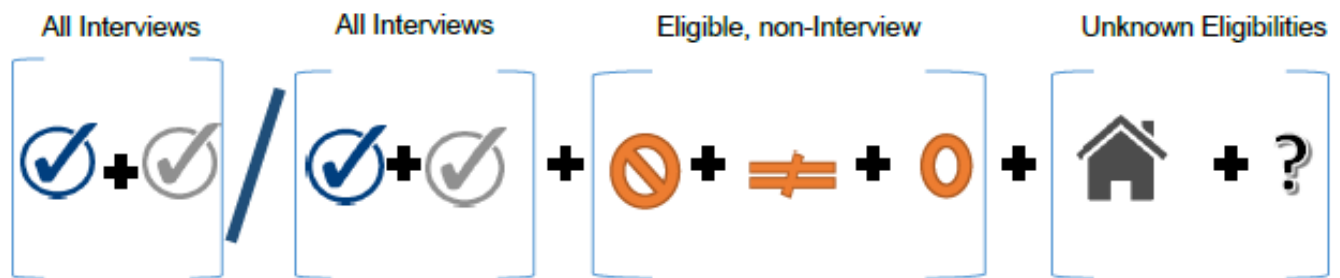 All Interviews All Interviews Eligible, non-Interview Unknown Eligibilities
+ / + + + ≠ + O + + ?